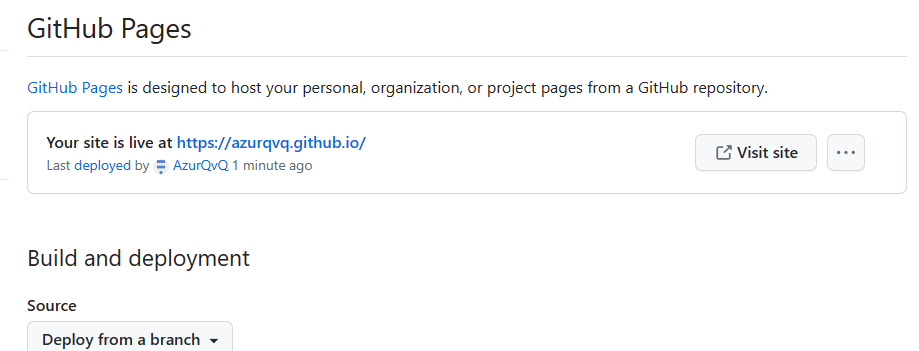 GitHub Pages
GitHub Pages is designed to host your personal, organization, or project pages from a GitHub repository.
Your site is live at https://azurqvq.github.io/
Last deployed by AzurQvQ 1 minute ago
Visit site
Build and deployment
Source
Deploy from a branch